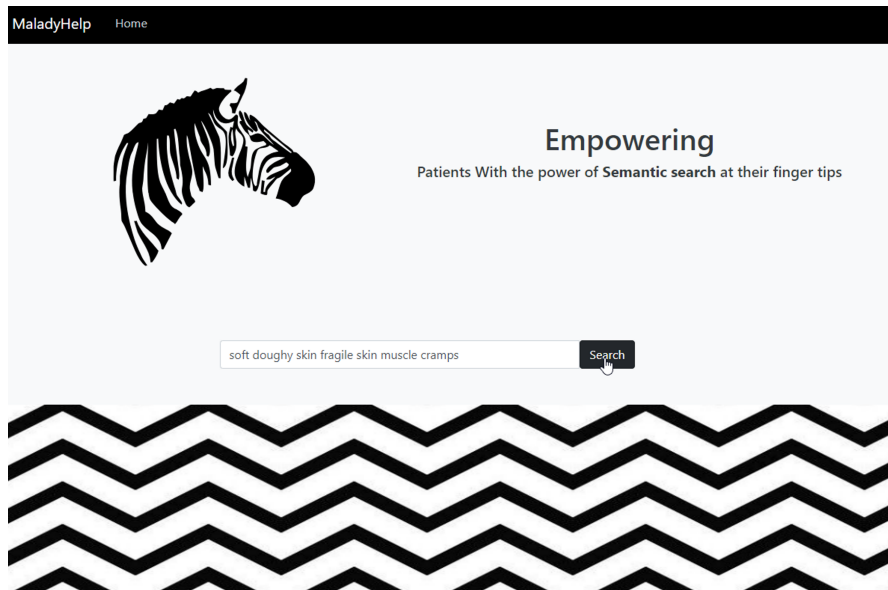 MaladyHelp Home
Empowering
Patients With the power of Semantic search at their finger tips
soft doughy skin fragile skin muscle cramps
Search